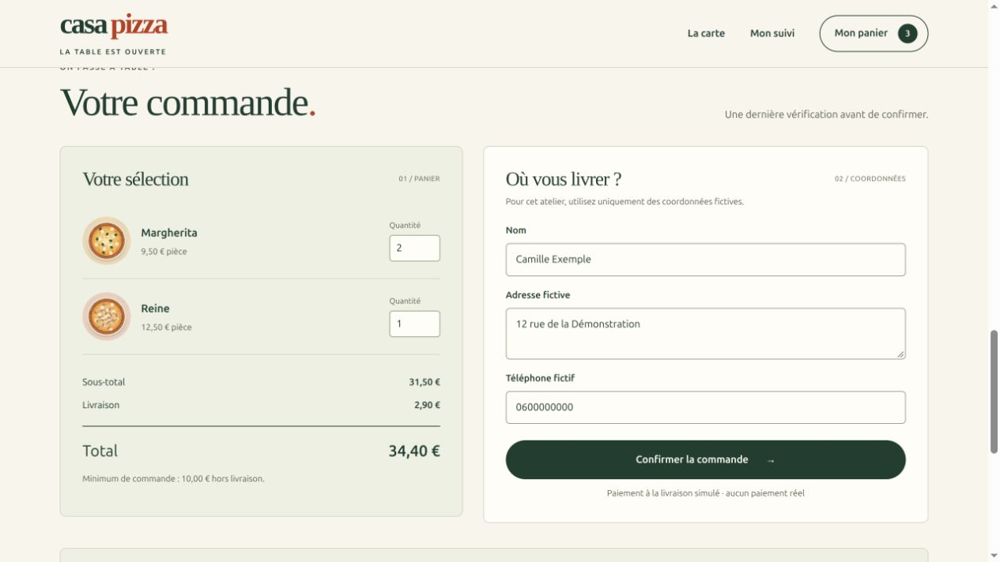 casa pizza
LA TABLE EST OUVERTE
La carte
Mon suivi
Mon panier 3
Votre commande.
Une dernière vérification avant de confirmer.
Votre sélection
01 / PANIER
Margherita
9,50 € pièce
Quantité
2
Reine
12,50 € pièce
Quantité
1
Sous-total 31,50 €
Livraison 2,90 €
Total 34,40 €
Minimum de commande : 10,00 € hors livraison.
Où vous livrer ?
02 / COORDONNÉES
Pour cet atelier, utilisez uniquement des coordonnées fictives.
Nom
Camille Exemple
Adresse fictive
12 rue de la Démonstration
Téléphone fictif
0600000000
Confirmer la commande →
Paiement à la livraison simulé · aucun paiement réel